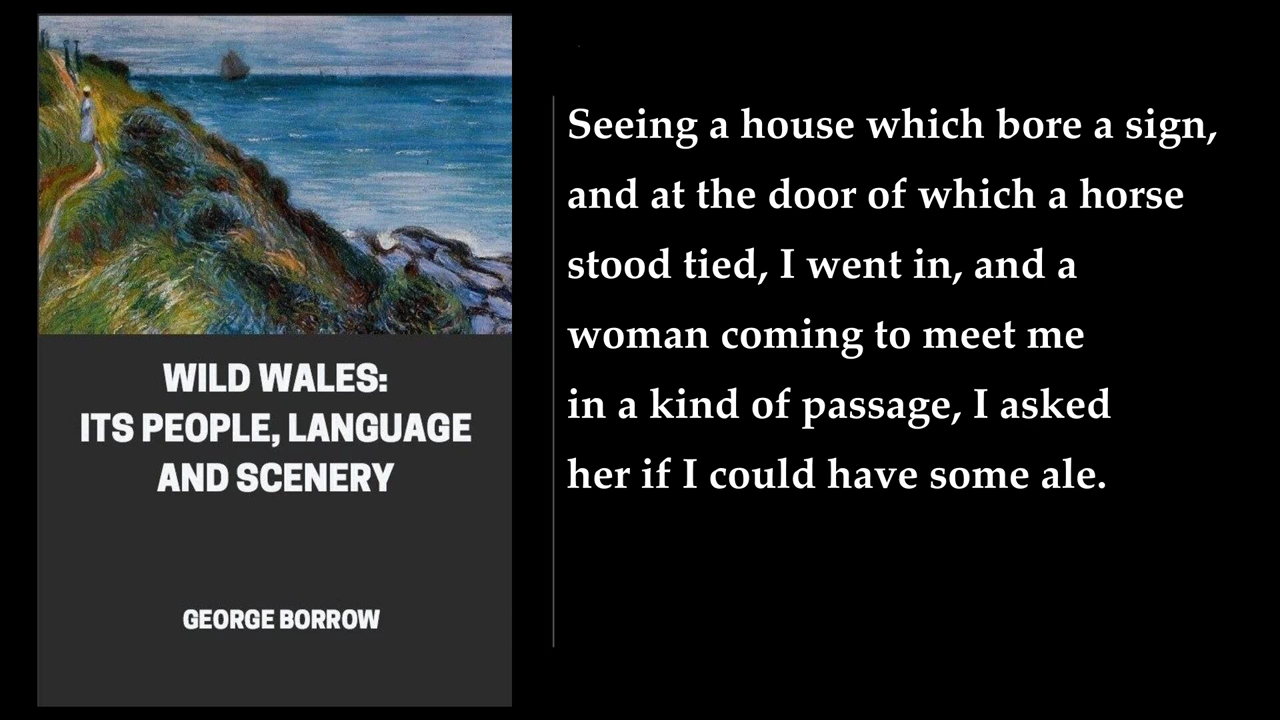 WILD WALES:
ITS PEOPLE, LANGUAGE
AND SCENERY
GEORGE BORROW
Seeing a house which bore a sign,
and at the door of which a horse
stood tied, I went in, and a
woman coming to meet me
in a kind of passage, I asked
her if I could have some ale.